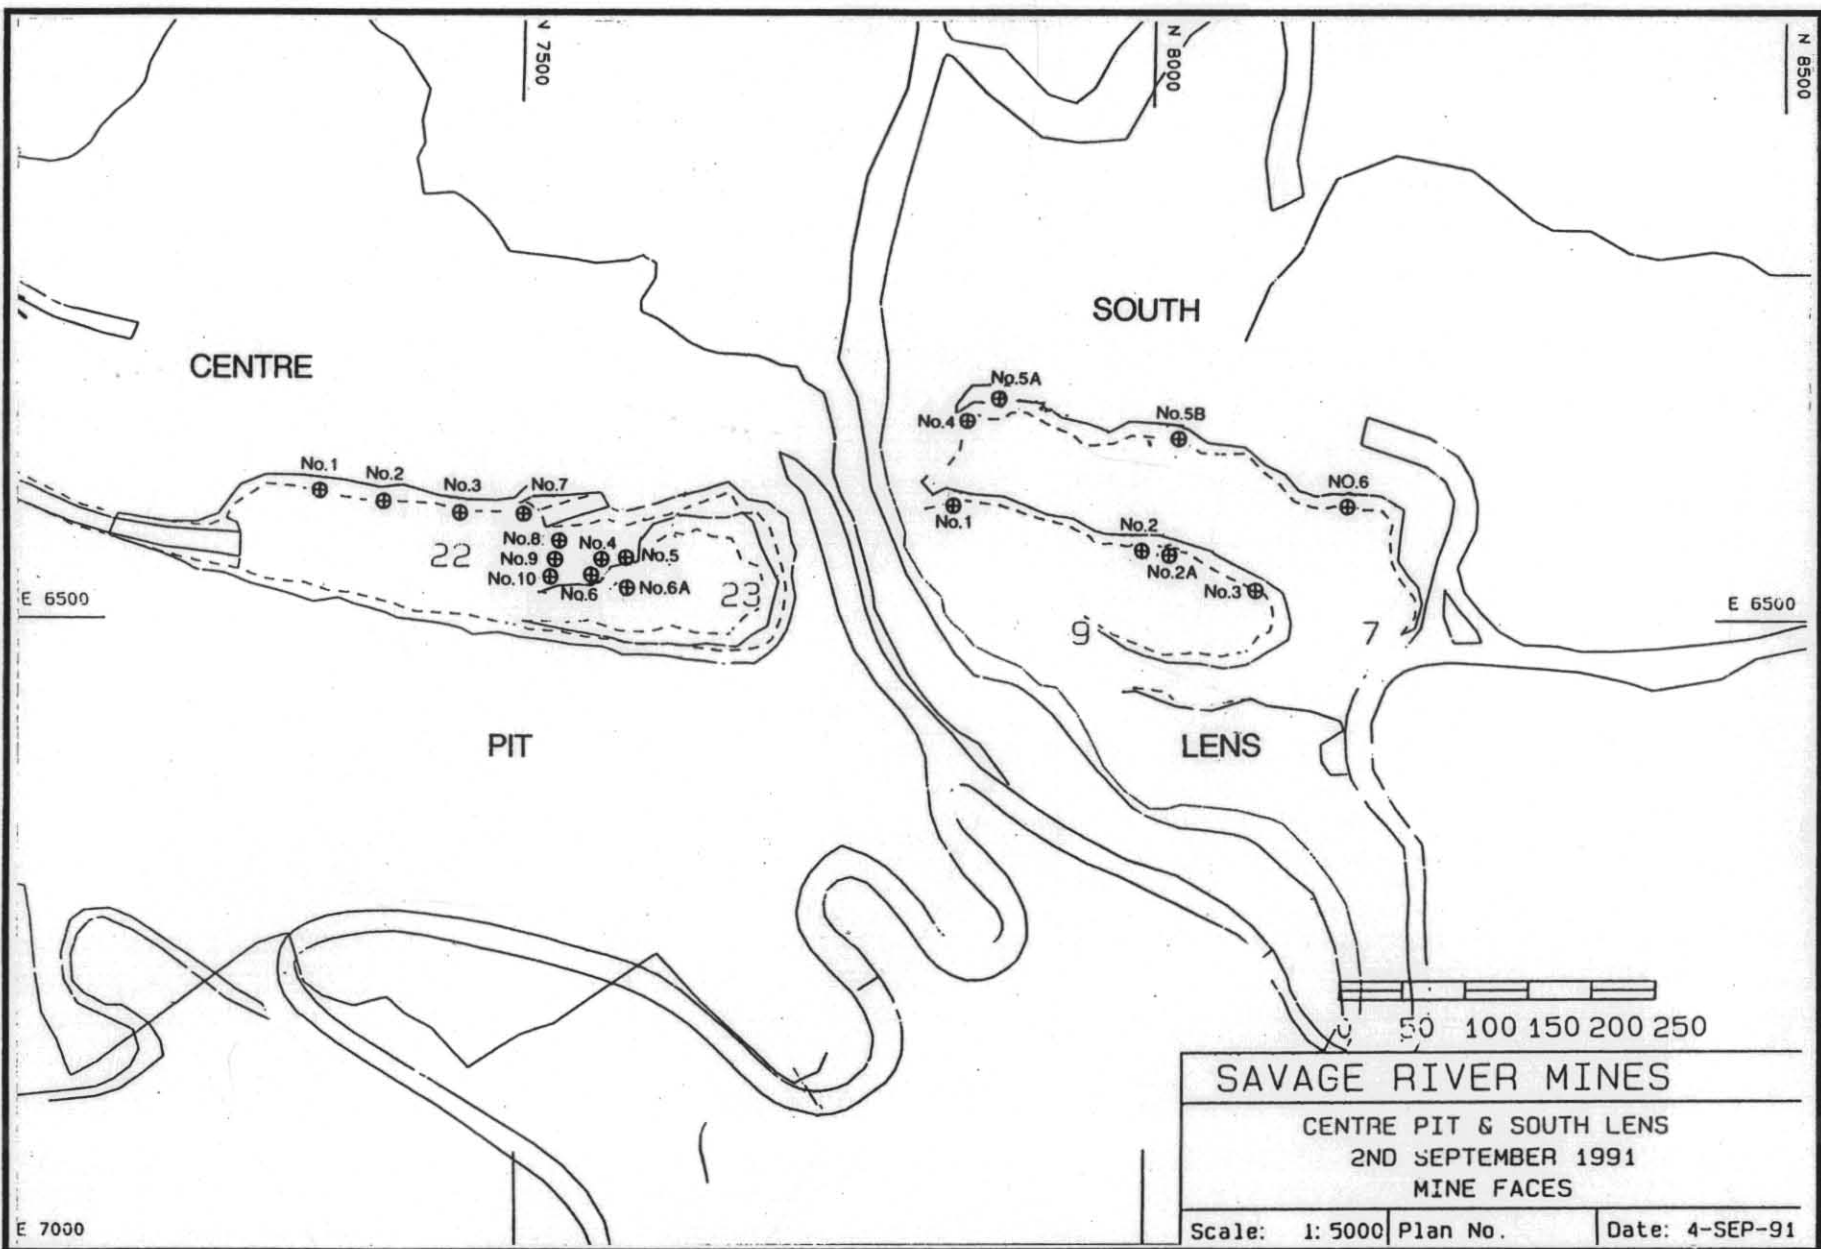 N 7500
N 8000
N 8500
SOUTH
CENTRE
No.5A
No.4
No.5B
No.1
No.2
No.3
No.7
NO.6
No.1
No.2
No.2A
No.3
22
No.8
No.9
No.10
No.4
No.5
No.6
No.6A
23
E 6500
E 6500
9
7
PIT
LENS
0 50 100 150 200 250
SAVAGE RIVER MINES
CENTRE PIT & SOUTH LENS
2ND SEPTEMBER 1991
MINE FACES
E 7000
Scale: 1:5000 Plan No. Date: 4-SEP-91